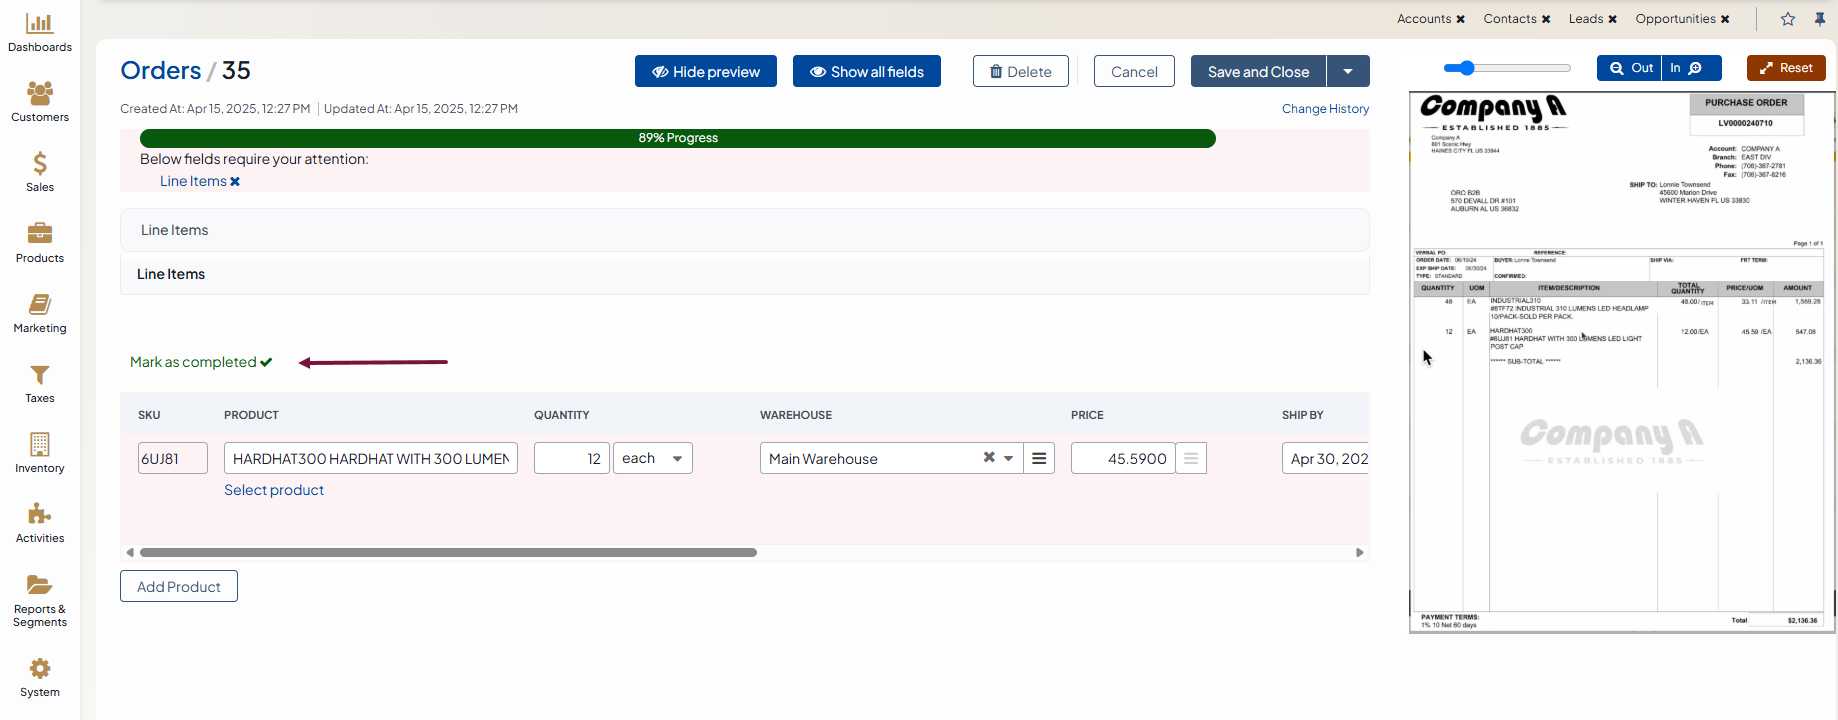 Accounts Contacts Leads Opportunities
Dashboards
Customers
Sales
Products
Marketing
Taxes
Inventory
Activities
Reports &
Segments
System
Orders / 35
Hide preview
Show all fields
Delete
Cancel
Save and Close
Created At: Apr 15, 2025, 12:27 PM | Updated At: Apr 15, 2025, 12:27 PM
Change History
89% Progress
Below fields require your attention:
Line Items
Line Items
Line Items
Mark as completed
SKU PRODUCT QUANTITY WAREHOUSE PRICE SHIP BY
6UJ81 HARDHAT300 HARDHAT WITH 300 LUMEN 12 each Main Warehouse 45.5900 Apr 30, 202
Select product
Add Product
Out In Reset
Company A
ESTABLISHED 1885
PURCHASE ORDER
LV0000240710
Company A
801 Scenic Hwy
HAINES CITY FL US 33844
Account: COMPANY A
Branch: EAST DIV
Phone: (706)-367-2781
Fax: (706)-367-8216
SHIP TO: Lonnie Townsend
45600 Marion Drive
WINTER HAVEN FL US 33830
ORO B2B
570 DEVALL DR #101
AUBURN AL US 36832
Page 1 of 1
VERBAL PO: REFERENCE:
ORDER DATE: 06/19/24 BUYER: Lonne Townsend SHIP VIA: FRT TERM:
EXP SHIP DATE: 06/30/24
TYPE: STANDARD CONFIRMED:
QUANTITY UOM ITEM/DESCRIPTION TOTAL QUANTITY PRICE/UOM AMOUNT
48 EA INDUSTRIAL310 48.00/ITEM 33.11 /ITEM 1,589.28
#8TF72 INDUSTRIAL 310 LUMENS LED HEADLAMP
10/PACK-SOLD PER PACK.
12 EA HARDHAT300 12.00/EA 45.59 /EA 547.08
#6UJ81 HARDHAT WITH 300 LUMENS LED LIGHT
POST CAP
****** SUB-TOTAL ****** 2,136.36
Company A
ESTABLISHED 1885
PAYMENT TERMS:
1% 10 Net 60 days
Total $2,136.36